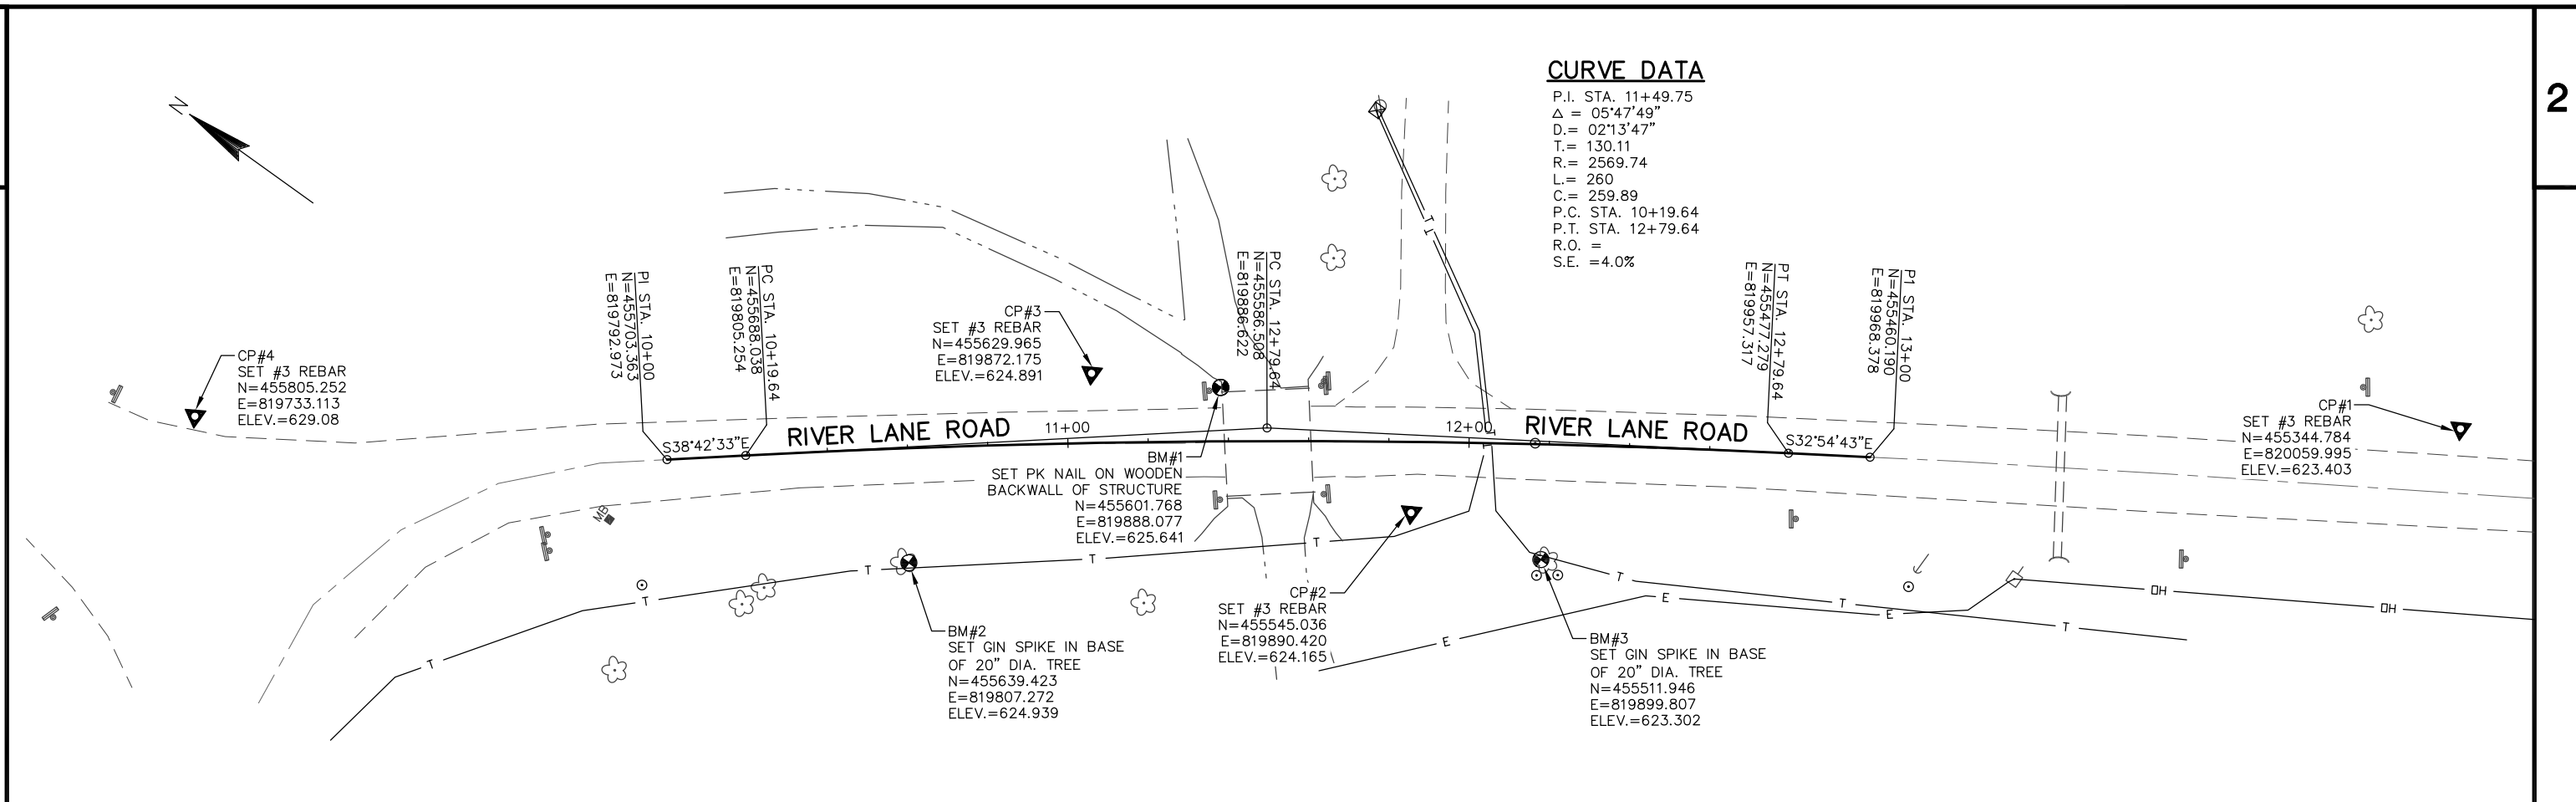 2
N
CURVE DATA
P.I. STA. 11+49.75
Δ = 05°47'49"
D.= 02°13'47"
T.= 130.11
R.= 2569.74
L.= 260
C.= 259.89
P.C. STA. 10+19.64
P.T. STA. 12+79.64
R.O. =
S.E. =4.0%
CP#4
SET #3 REBAR
N=455805.252
E=819733.113
ELEV.=629.08
PI STA. 10+00
N=455703.363
E=819792.973
PC STA. 10+19.64
N=455688.038
E=819805.254
CP#3
SET #3 REBAR
N=455629.965
E=819872.175
ELEV.=624.891
PC STA. 12+79.64
N=455586.508
E=819886.622
PT STA. 12+79.64
N=455477.279
E=819957.317
P1 STA. 13+00
N=455460.190
E=819968.378
CP#1
SET #3 REBAR
N=455344.784
E=820059.995
ELEV.=623.403
S38°42'33"E
RIVER LANE ROAD
11+00
12+00
RIVER LANE ROAD
S32°54'43"E
BM#1
SET PK NAIL ON WOODEN
BACKWALL OF STRUCTURE
N=455601.768
E=819888.077
ELEV.=625.641
MB
CP#2
SET #3 REBAR
N=455545.036
E=819890.420
ELEV.=624.165
BM#2
SET GIN SPIKE IN BASE
OF 20" DIA. TREE
N=455639.423
E=819807.272
ELEV.=624.939
BM#3
SET GIN SPIKE IN BASE
OF 20" DIA. TREE
N=455511.946
E=819899.807
ELEV.=623.302
T
T
T
T
T
T
T
T
T
T
E
E
E
OH
OH